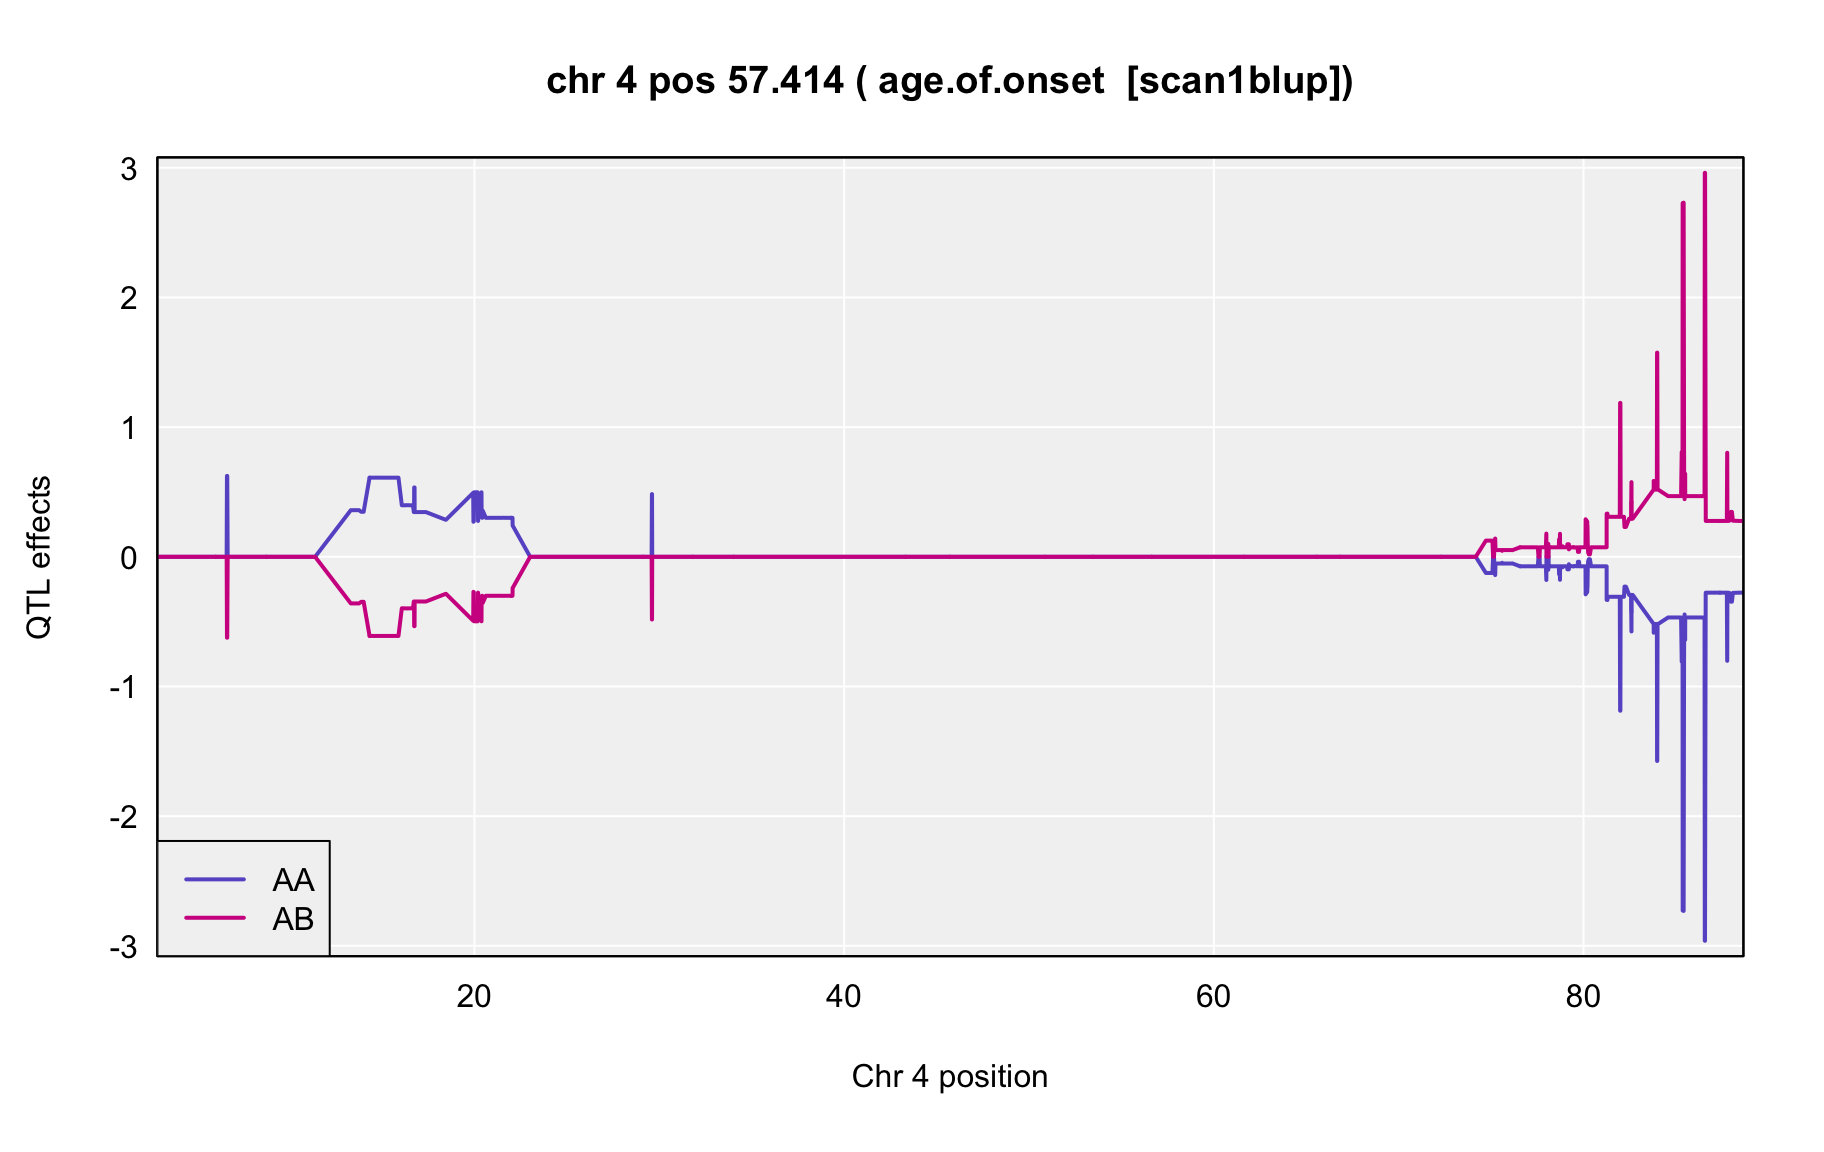 chr 4 pos 57.414 ( age.of.onset  [scan1blup])
QTL effects
3
2
1
0
-1
-2
-3
AA
AB
20 40 60 80
Chr 4 position